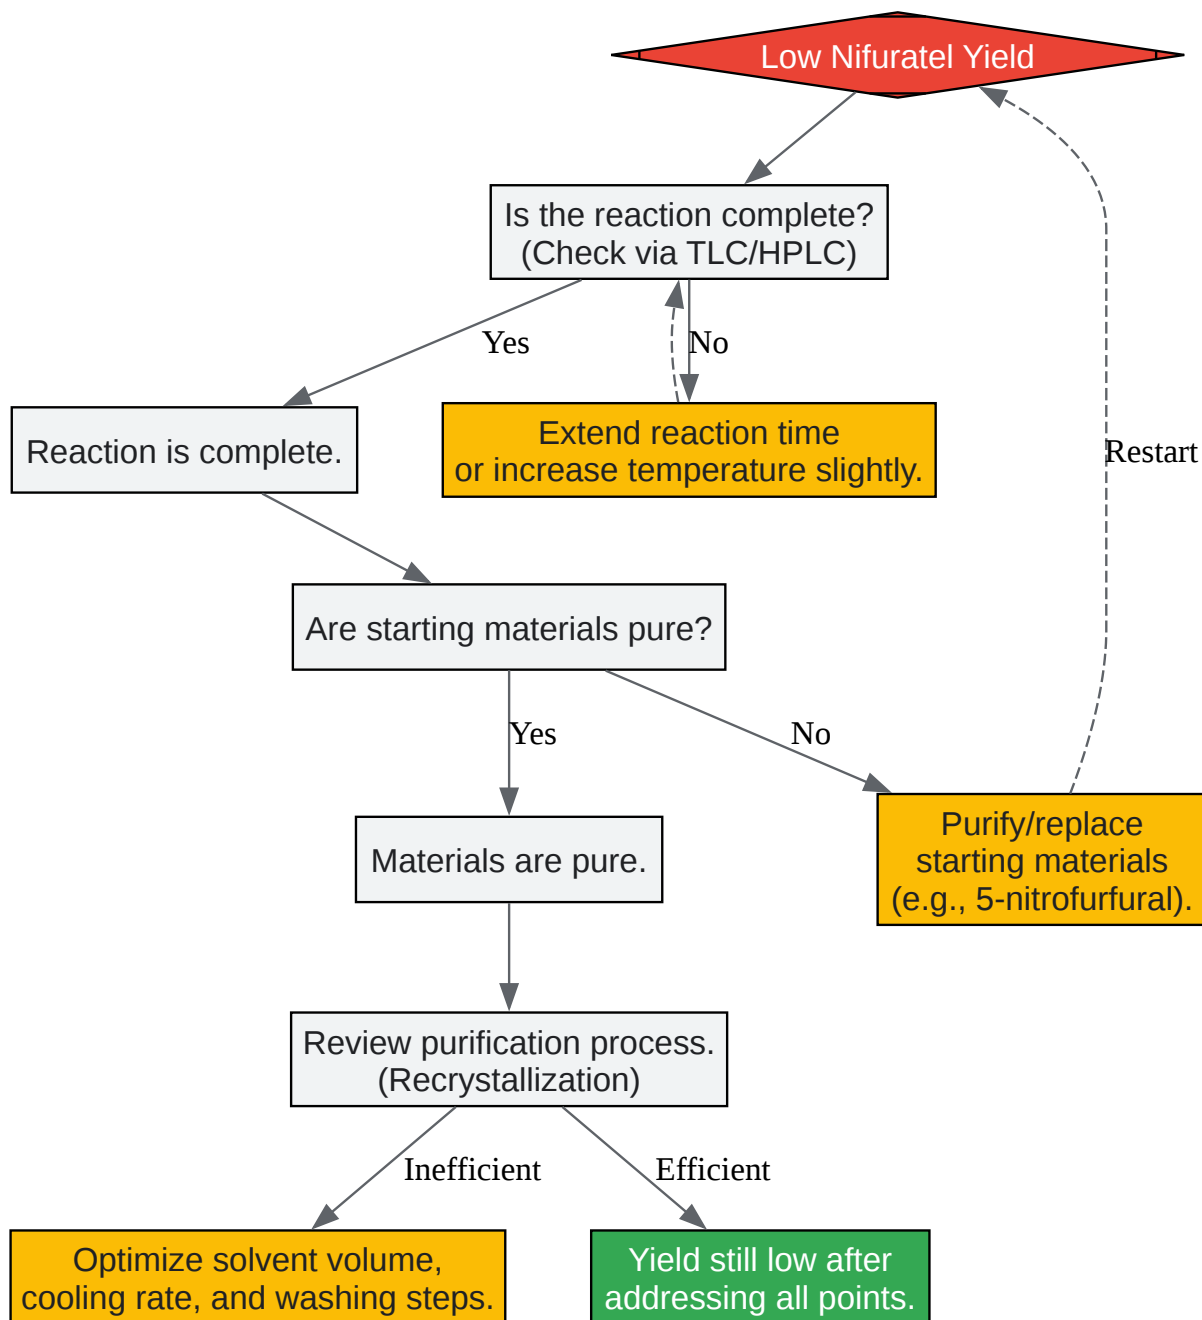 Low Nifuratel Yield
Is the reaction complete?
(Check via TLC/HPLC)
Yes
No
Reaction is complete.
Extend reaction time
or increase temperature slightly.
Restart
Are starting materials pure?
Yes
No
Materials are pure.
Purify/replace
starting materials
(e.g., 5-nitrofurfural).
Review purification process.
(Recrystallization)
Inefficient
Efficient
Optimize solvent volume,
cooling rate, and washing steps.
Yield still low after
addressing all points.